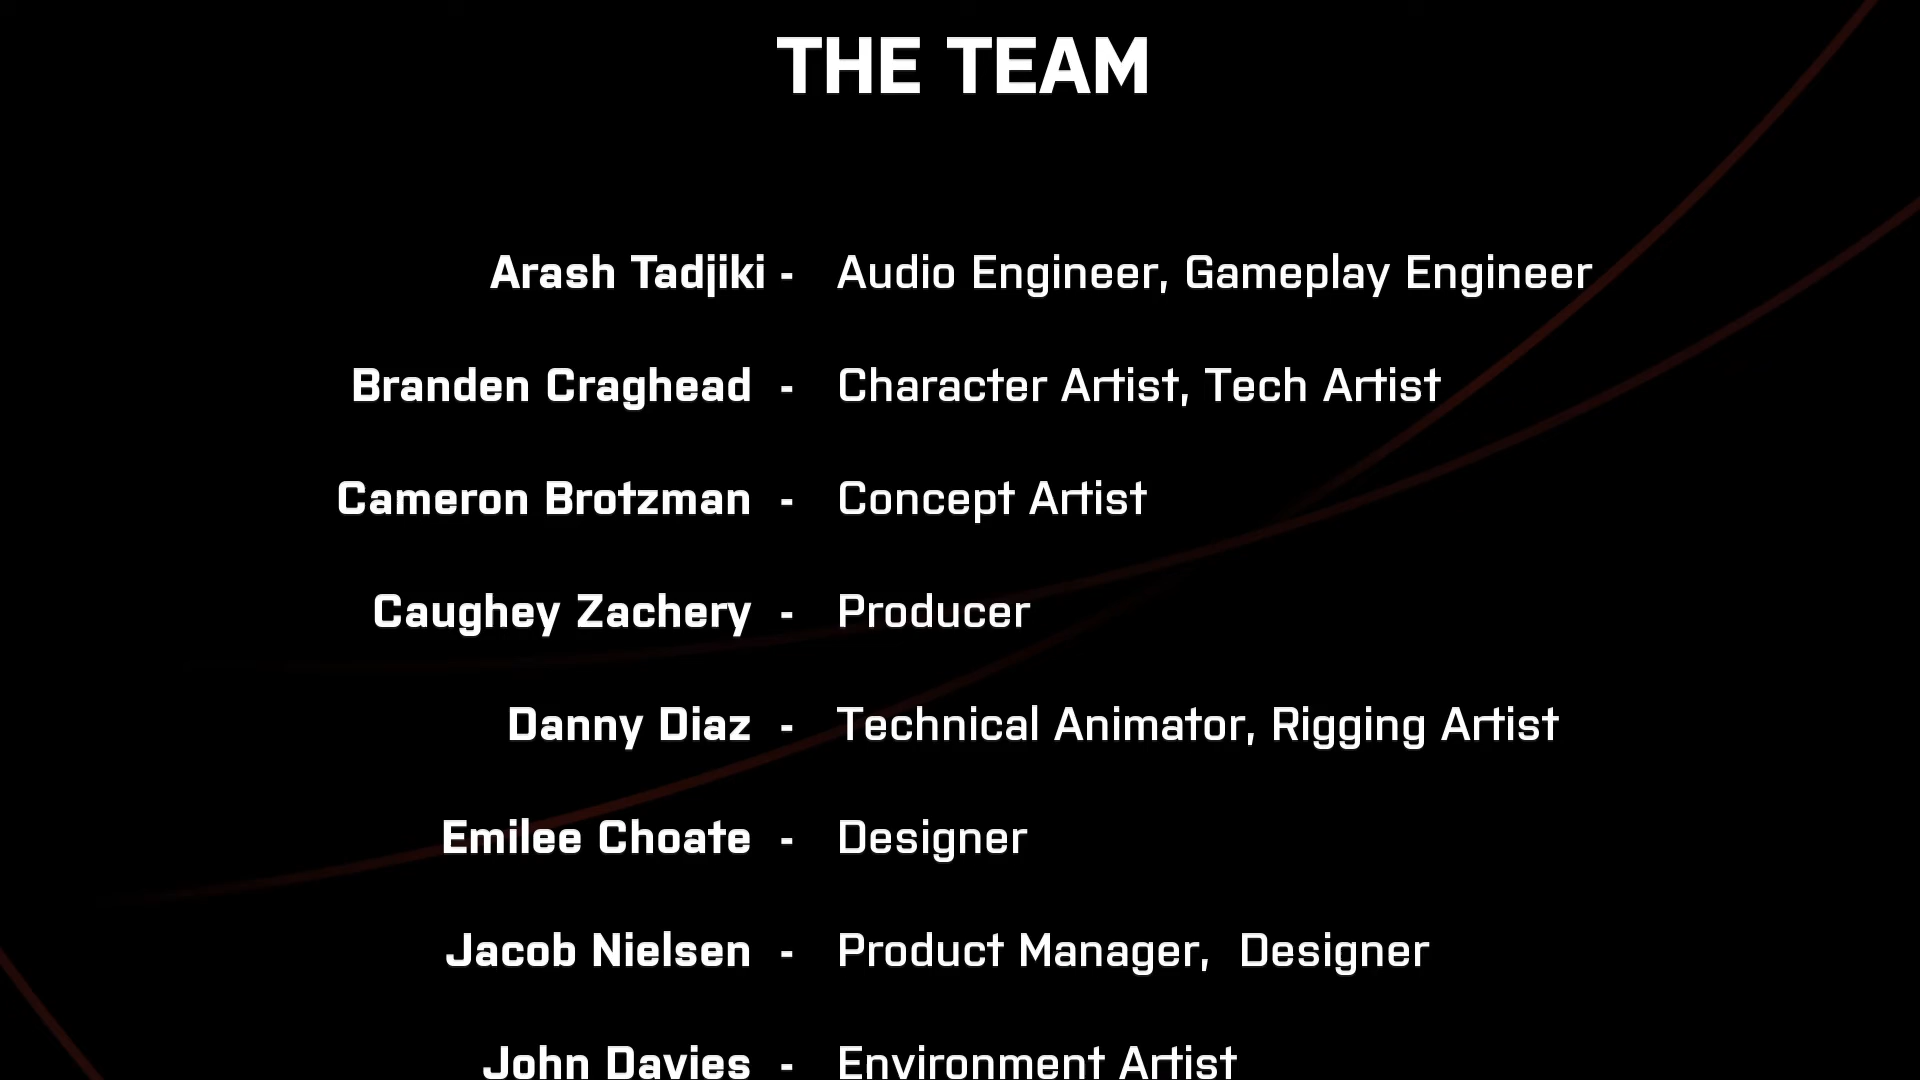 THE TEAM
Arash Tadjiki - Audio Engineer, Gameplay Engineer
Branden Craghead - Character Artist, Tech Artist
Cameron Brotzman - Concept Artist
Caughey Zachery - Producer
Danny Diaz - Technical Animator, Rigging Artist
Emilee Choate - Designer
Jacob Nielsen - Product Manager, Designer
John Davies - Environment Artist